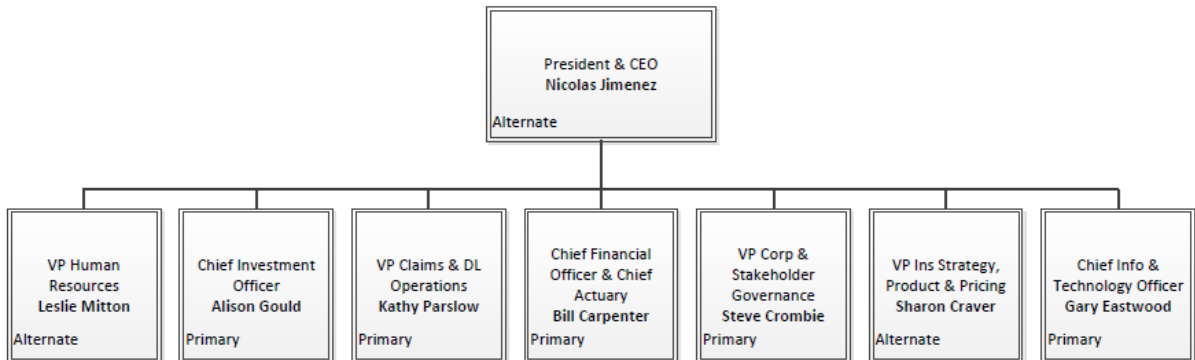 President & CEO
Nicolas Jimenez
Alternate
VP Human
Resources
Leslie Mitton
Alternate
Chief Investment
Officer
Alison Gould
Primary
VP Claims & DL
Operations
Kathy Parslow
Primary
Chief Financial
Officer & Chief
Actuary
Bill Carpenter
Primary
VP Corp &
Stakeholder
Governance
Steve Crombie
Primary
VP Ins Strategy,
Product & Pricing
Sharon Craver
Alternate
Chief Info &
Technology Officer
Gary Eastwood
Primary